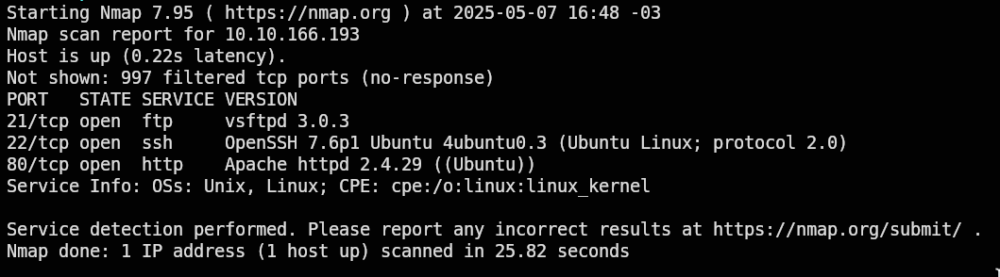 Starting Nmap 7.95 ( https://nmap.org ) at 2025-05-07 16:48 -03
Nmap scan report for 10.10.166.193
Host is up (0.22s latency).
Not shown: 997 filtered tcp ports (no-response)
PORT   STATE SERVICE VERSION
21/tcp open  ftp     vsftpd 3.0.3
22/tcp open  ssh     OpenSSH 7.6p1 Ubuntu 4ubuntu0.3 (Ubuntu Linux; protocol 2.0)
80/tcp open  http    Apache httpd 2.4.29 ((Ubuntu))
Service Info: OSs: Unix, Linux; CPE: cpe:/o:linux:linux_kernel

Service detection performed. Please report any incorrect results at https://nmap.org/submit/ .
Nmap done: 1 IP address (1 host up) scanned in 25.82 seconds